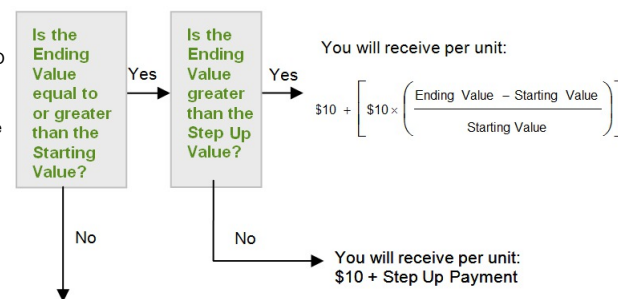 Is the
Ending
Value
equal to
or greater
than the
Starting
Value?
Yes
Is the
Ending
Value
greater
than the
Step Up
Value?
Yes
You will receive per unit:
$10 + [ $10 × ( Ending Value – Starting Value
Starting Value ) ]
No
No
You will receive per unit:
$10 + Step Up Payment